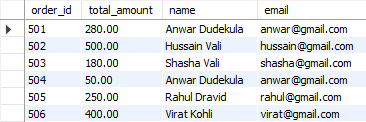 order_id total_amount name email
501 280.00 Anwar Dudekula anwar@gmail.com
502 500.00 Hussain Vali hussain@gmail.com
503 180.00 Shasha Vali shasha@gmail.com
504 50.00 Anwar Dudekula anwar@gmail.com
505 250.00 Rahul Dravid rahul@gmail.com
506 400.00 Virat Kohli virat@gmail.com